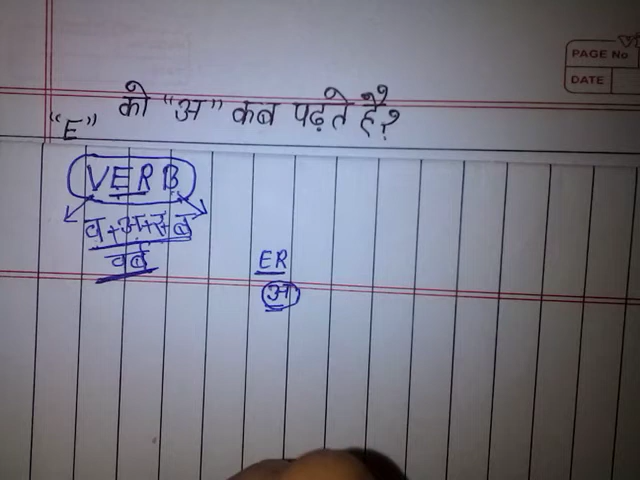 PAGE No
DATE
"E" को "अ" कब पढ़ते हैं?
VERB
व+अ+र्+ब
वर्ब
ER
अ